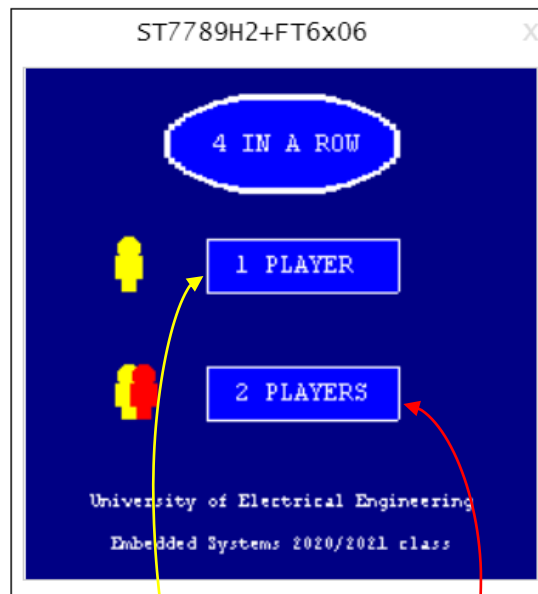 ST7789H2+FT6x06 X
4 IN A ROW
1 PLAYER
2 PLAYERS
University of Electrical Engineering
Embedded Systems 2020/2021 class